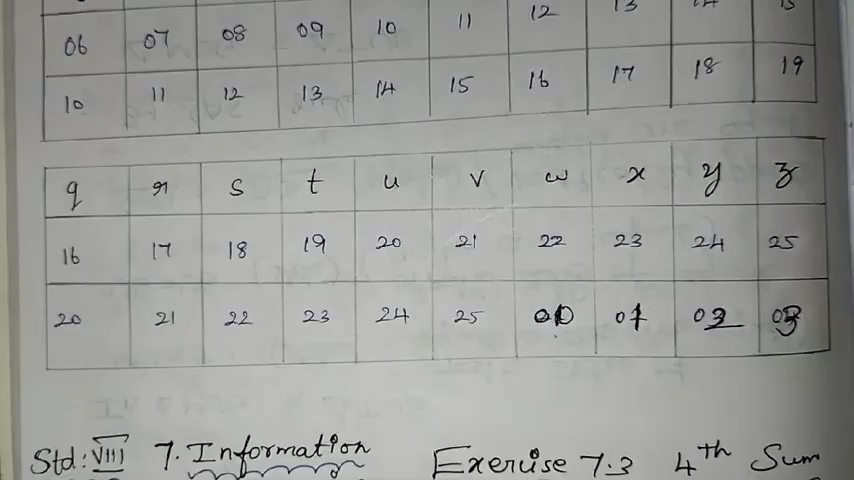 06 07 08 09 10 11 12 13 14 15
10 11 12 13 14 15 16 17 18 19
q r s t u v w x y z
16 17 18 19 20 21 22 23 24 25
20 21 22 23 24 25 00 01 02 03
Std: VIII 7. Information Exercise 7.3 4th Sum